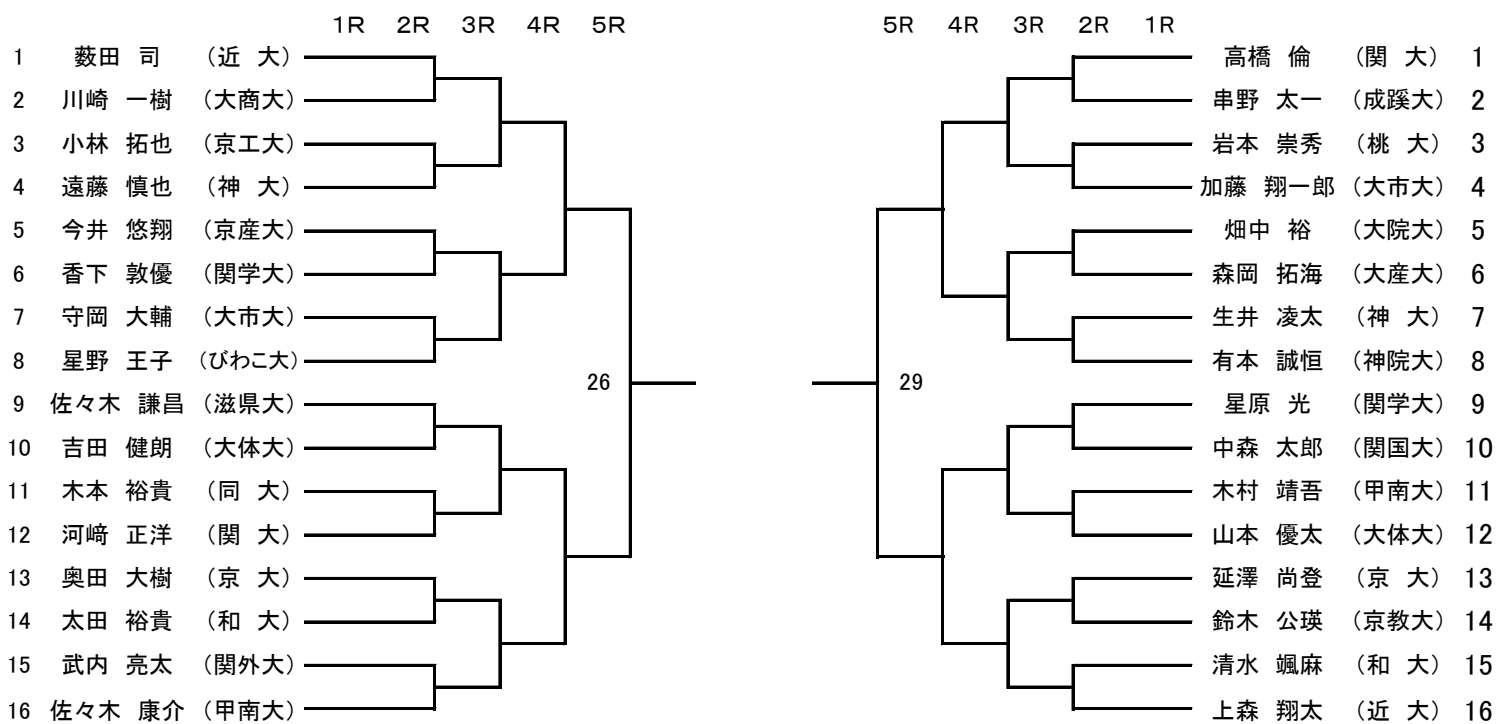 1R 2R 3R 4R 5R
1 薮田 司 (近 大)
2 川崎 一樹 (大商大)
3 小林 拓也 (京工大)
4 遠藤 慎也 (神 大)
5 今井 悠翔 (京産大)
6 香下 敦優 (関学大)
7 守岡 大輔 (大市大)
8 星野 王子 (びわこ大)
26
9 佐々木 謙昌 (滋県大)
10 吉田 健朗 (大体大)
11 木本 裕貴 (同 大)
12 河﨑 正洋 (関 大)
13 奥田 大樹 (京 大)
14 太田 裕貴 (和 大)
15 武内 亮太 (関外大)
16 佐々木 康介 (甲南大)
5R 4R 3R 2R 1R
高橋 倫 (関 大) 1
串野 太一 (成蹊大) 2
岩本 崇秀 (桃 大) 3
加藤 翔一郎 (大市大) 4
畑中 裕 (大院大) 5
森岡 拓海 (大産大) 6
生井 凌太 (神 大) 7
有本 誠恒 (神院大) 8
29
星原 光 (関学大) 9
中森 太郎 (関国大) 10
木村 靖吾 (甲南大) 11
山本 優太 (大体大) 12
延澤 尚登 (京 大) 13
鈴木 公瑛 (京教大) 14
清水 颯麻 (和 大) 15
上森 翔太 (近 大) 16